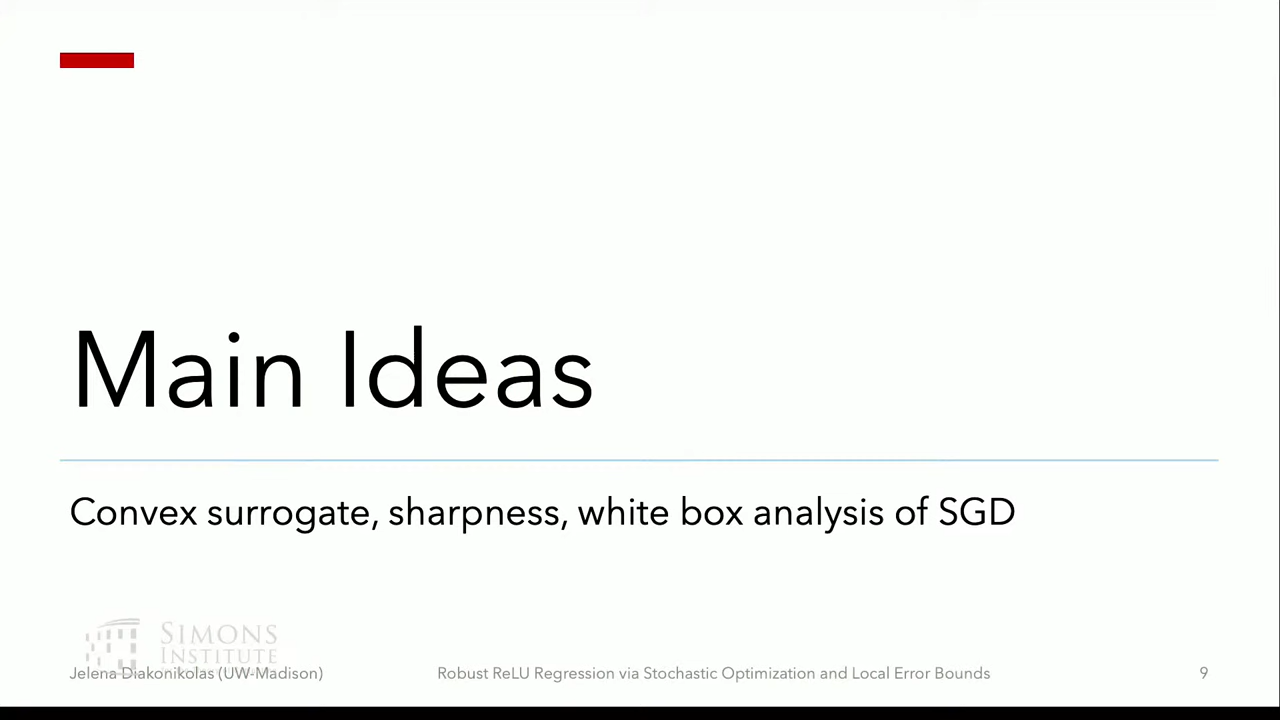 Main Ideas
Convex surrogate, sharpness, white box analysis of SGD
SIMONS
INSTITUTE
Jelena Diakonikolas (UW-Madison)
Robust ReLU Regression via Stochastic Optimization and Local Error Bounds
9